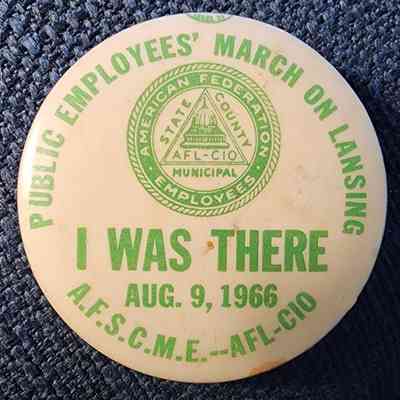 PUBLIC EMPLOYEES' MARCH ON LANSING
AMERICAN FEDERATION
STATE COUNTY
AFL-CIO
MUNICIPAL
EMPLOYEES
I WAS THERE
AUG. 9, 1966
A.F.S.C.M.E.--AFL-CIO